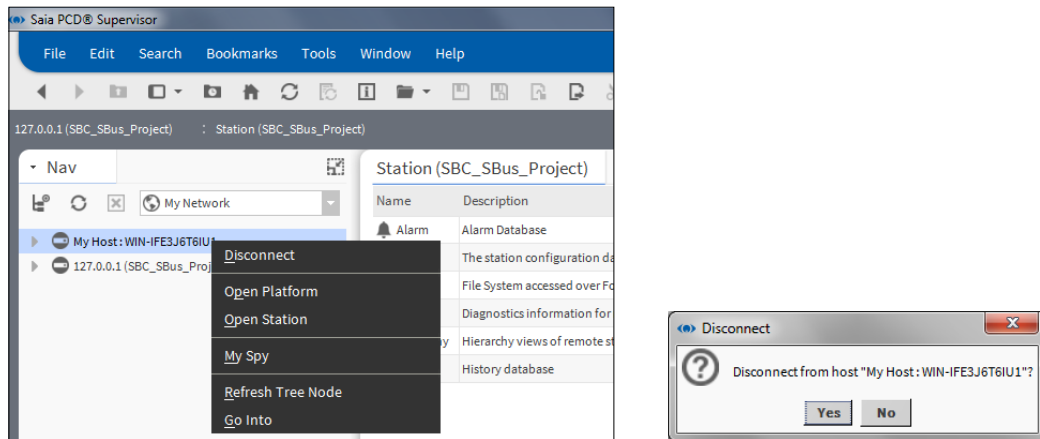 Saia PCD® Supervisor
File Edit Search Bookmarks Tools Window Help
127.0.0.1 (SBC_SBus_Project) : Station (SBC_SBus_Project)
Nav
My Network
My Host : WIN-IFE3J6T6IU1
127.0.0.1 (SBC_SBus_Proj
Disconnect
Open Platform
Open Station
My Spy
Refresh Tree Node
Go Into
Station (SBC_SBus_Project)
Name Description
Alarm Alarm Database
The station configuration da
File System accessed over Fo
Diagnostics information for
y Hierarchy views of remote st
History database
Disconnect
Disconnect from host "My Host : WIN-IFE3J6T6IU1"?
Yes No